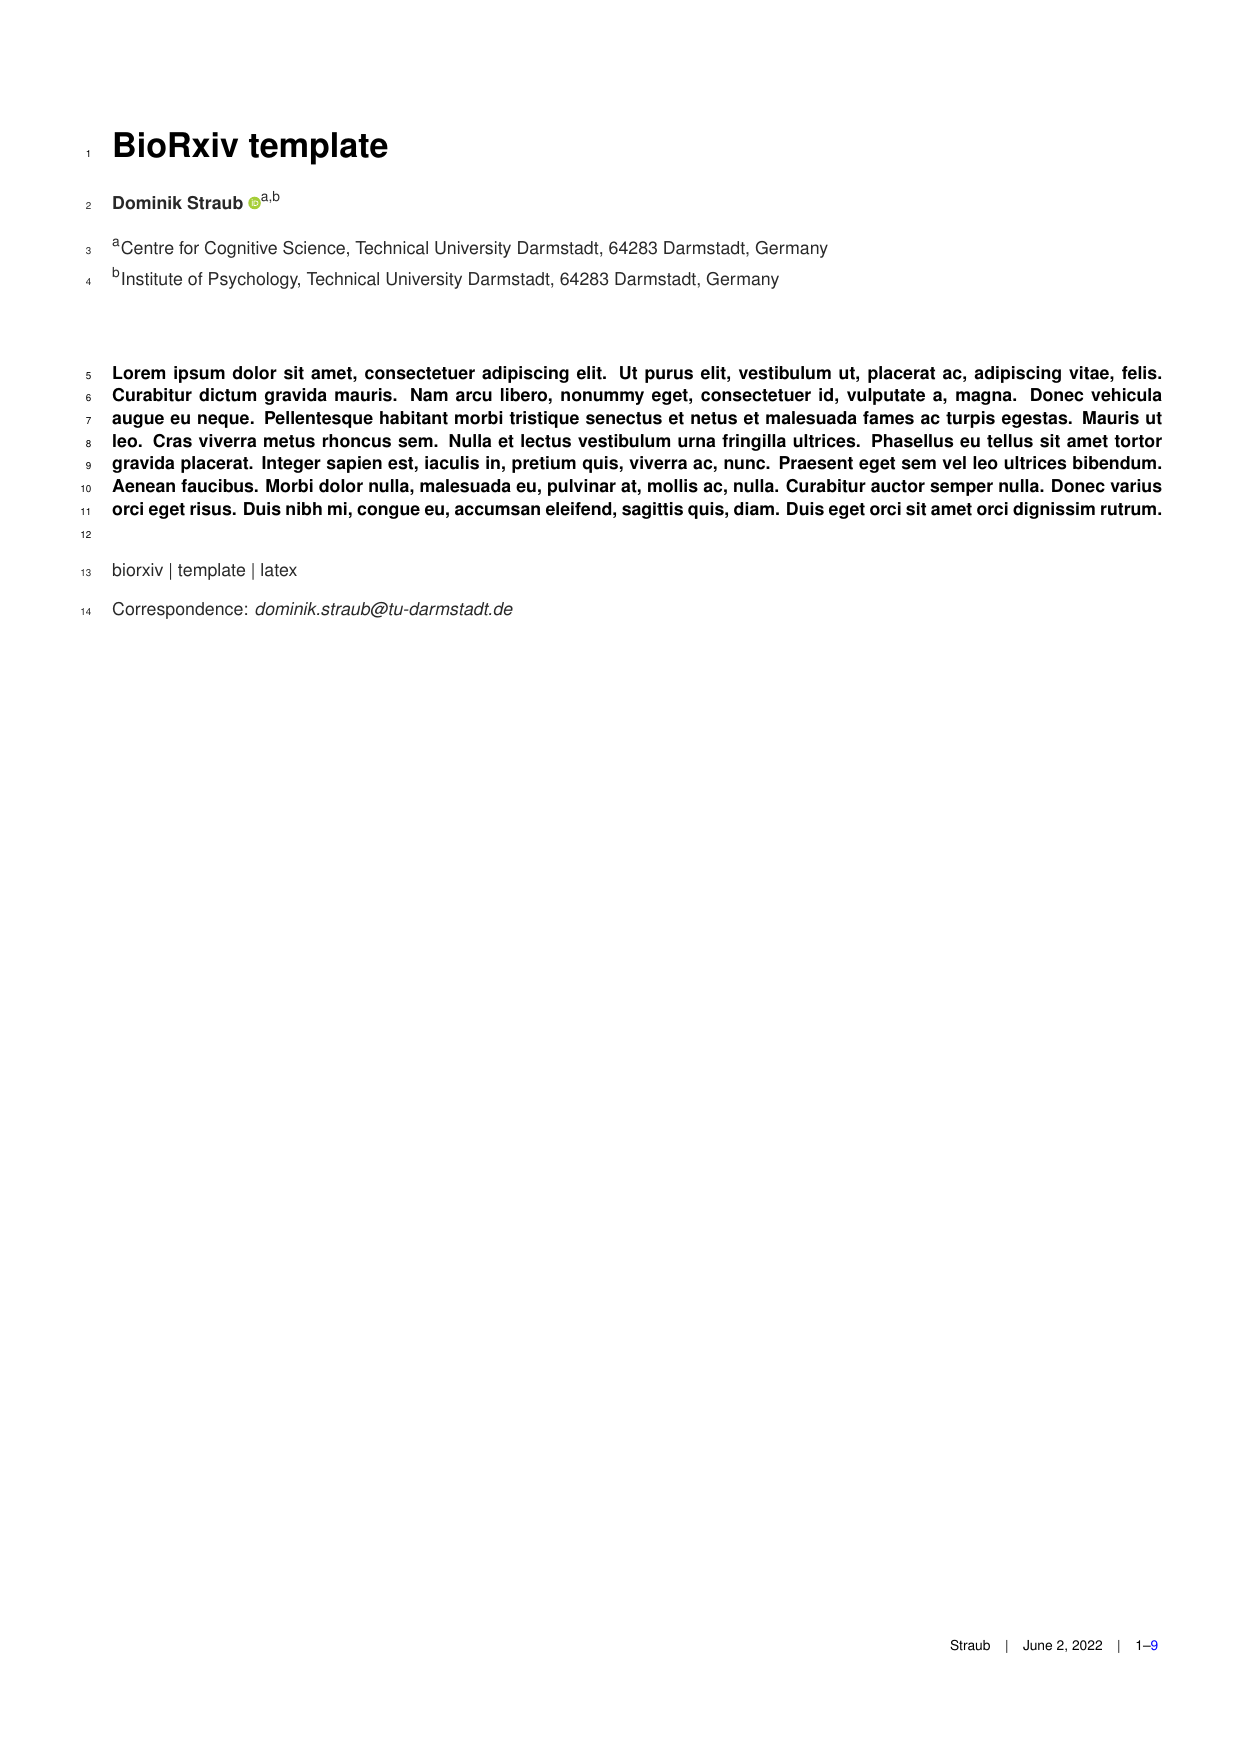 1 BioRxiv template
2 Dominik Straub iD a,b
3 aCentre for Cognitive Science, Technical University Darmstadt, 64283 Darmstadt, Germany
4 bInstitute of Psychology, Technical University Darmstadt, 64283 Darmstadt, Germany
5 Lorem ipsum dolor sit amet, consectetuer adipiscing elit. Ut purus elit, vestibulum ut, placerat ac, adipiscing vitae, felis.
6 Curabitur dictum gravida mauris. Nam arcu libero, nonummy eget, consectetuer id, vulputate a, magna. Donec vehicula
7 augue eu neque. Pellentesque habitant morbi tristique senectus et netus et malesuada fames ac turpis egestas. Mauris ut
8 leo. Cras viverra metus rhoncus sem. Nulla et lectus vestibulum urna fringilla ultrices. Phasellus eu tellus sit amet tortor
9 gravida placerat. Integer sapien est, iaculis in, pretium quis, viverra ac, nunc. Praesent eget sem vel leo ultrices bibendum.
10 Aenean faucibus. Morbi dolor nulla, malesuada eu, pulvinar at, mollis ac, nulla. Curabitur auctor semper nulla. Donec varius
11 orci eget risus. Duis nibh mi, congue eu, accumsan eleifend, sagittis quis, diam. Duis eget orci sit amet orci dignissim rutrum.
12
13 biorxiv | template | latex
14 Correspondence: dominik.straub@tu-darmstadt.de
Straub | June 2, 2022 | 1–9